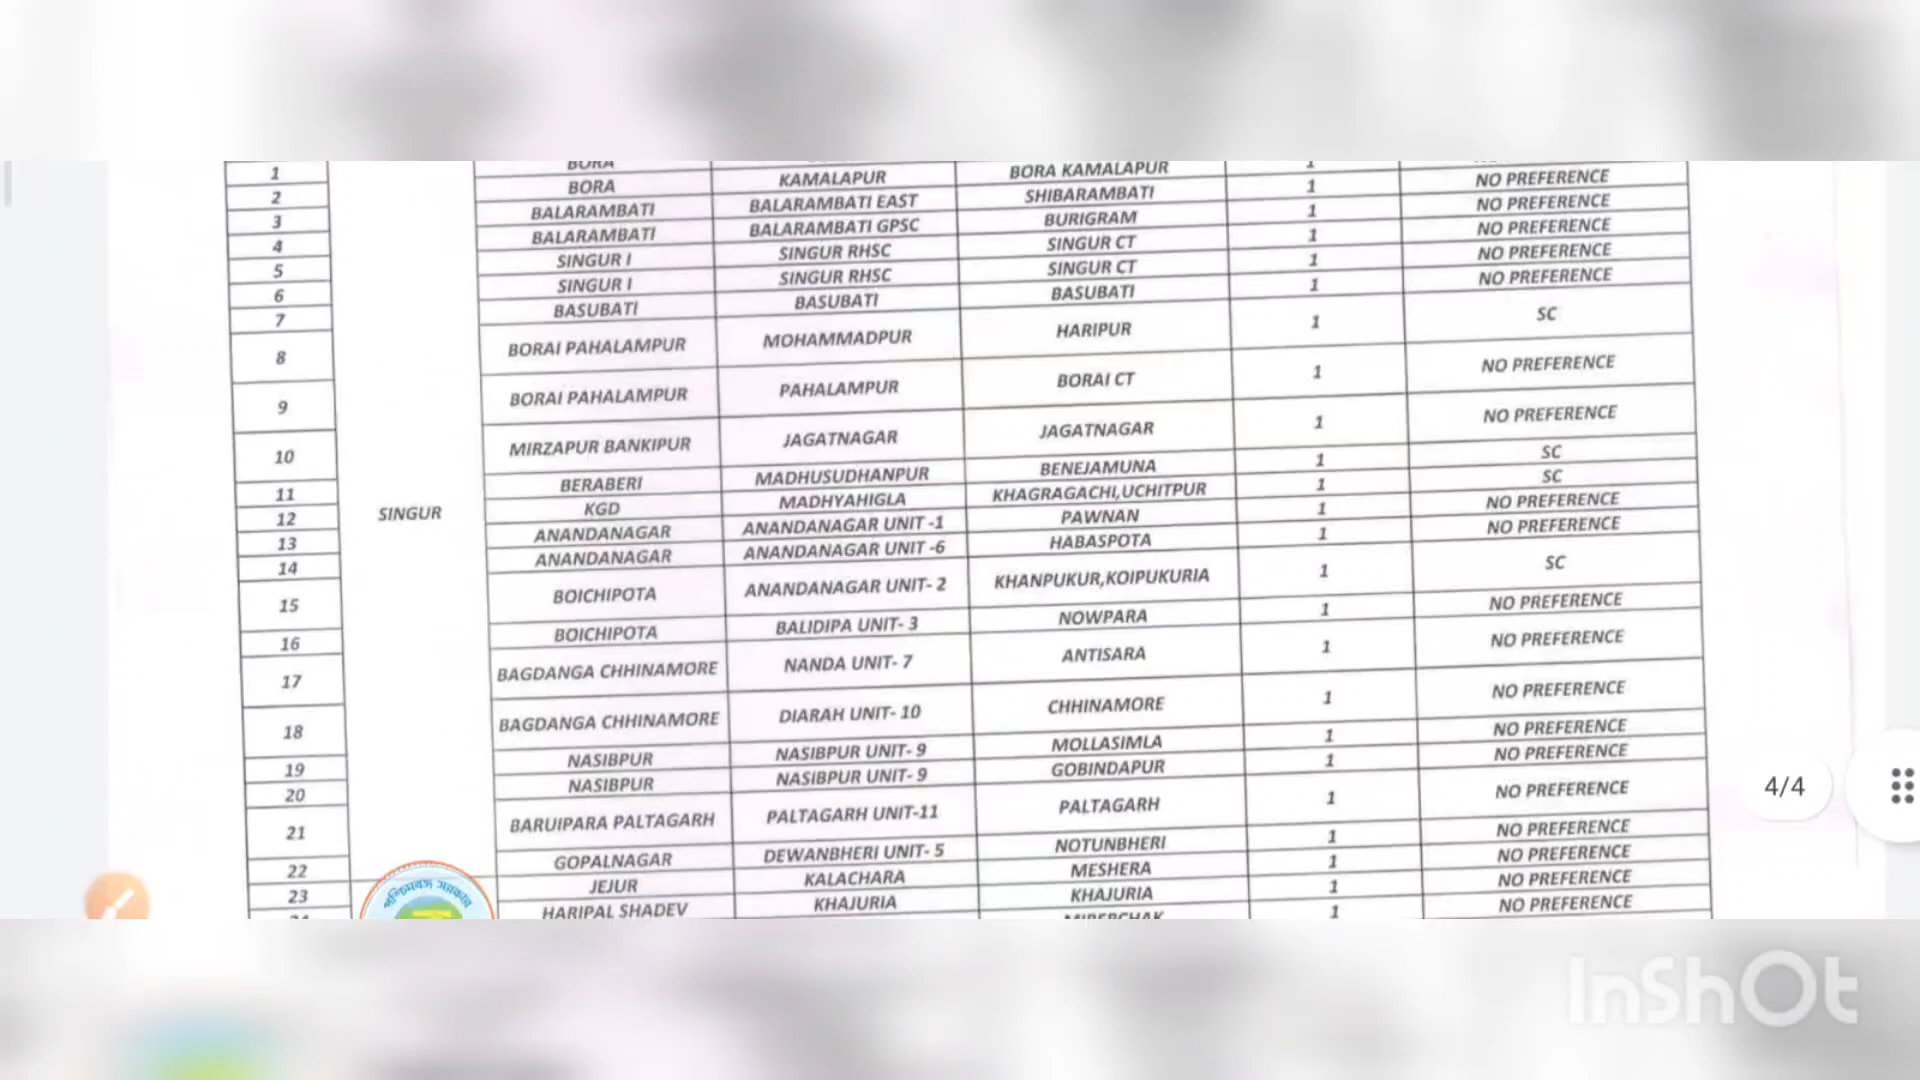 1 BORA
2 BORA KAMALAPUR BORA KAMALAPUR 1
3 BALARAMBATI BALARAMBATI EAST SHIBARAMBATI 1 NO PREFERENCE
4 BALARAMBATI BALARAMBATI GPSC BURIGRAM 1 NO PREFERENCE
5 SINGUR I SINGUR RHSC SINGUR CT 1 NO PREFERENCE
6 SINGUR I SINGUR RHSC SINGUR CT 1 NO PREFERENCE
7 BASUBATI BASUBATI BASUBATI 1 NO PREFERENCE
8 BORAI PAHALAMPUR MOHAMMADPUR HARIPUR 1 SC
9 BORAI PAHALAMPUR PAHALAMPUR BORAI CT 1 NO PREFERENCE
10 MIRZAPUR BANKIPUR JAGATNAGAR JAGATNAGAR 1 NO PREFERENCE
11 BERABERI MADHUSUDHANPUR BENEJAMUNA 1 SC
12 SINGUR KGD MADHYAHIGLA KHAGRAGACHI,UCHITPUR 1 SC
13 ANANDANAGAR ANANDANAGAR UNIT -1 PAWNAN 1 NO PREFERENCE
14 ANANDANAGAR ANANDANAGAR UNIT -6 HABASPOTA 1 NO PREFERENCE
15 BOICHIPOTA ANANDANAGAR UNIT- 2 KHANPUKUR,KOIPUKURIA 1 SC
16 BOICHIPOTA BALIDIPA UNIT- 3 NOWPARA 1 NO PREFERENCE
17 BAGDANGA CHHINAMORE NANDA UNIT- 7 ANTISARA 1 NO PREFERENCE
18 BAGDANGA CHHINAMORE DIARAH UNIT- 10 CHHINAMORE 1 NO PREFERENCE
19 NASIBPUR NASIBPUR UNIT- 9 MOLLASIMLA 1 NO PREFERENCE
20 NASIBPUR NASIBPUR UNIT- 9 GOBINDAPUR 1 NO PREFERENCE
21 BARUIPARA PALTAGARH PALTAGARH UNIT-11 PALTAGARH 1 NO PREFERENCE
22 GOPALNAGAR DEWANBHERI UNIT- 5 NOTUNBHERI 1 NO PREFERENCE
23 JEJUR KALACHARA MESHERA 1 NO PREFERENCE
HARIPAL SHADEV KHAJURIA KHAJURIA 1 NO PREFERENCE
1 NO PREFERENCE
4/4
পশ্চিমবঙ্গ সরকার
InShOt